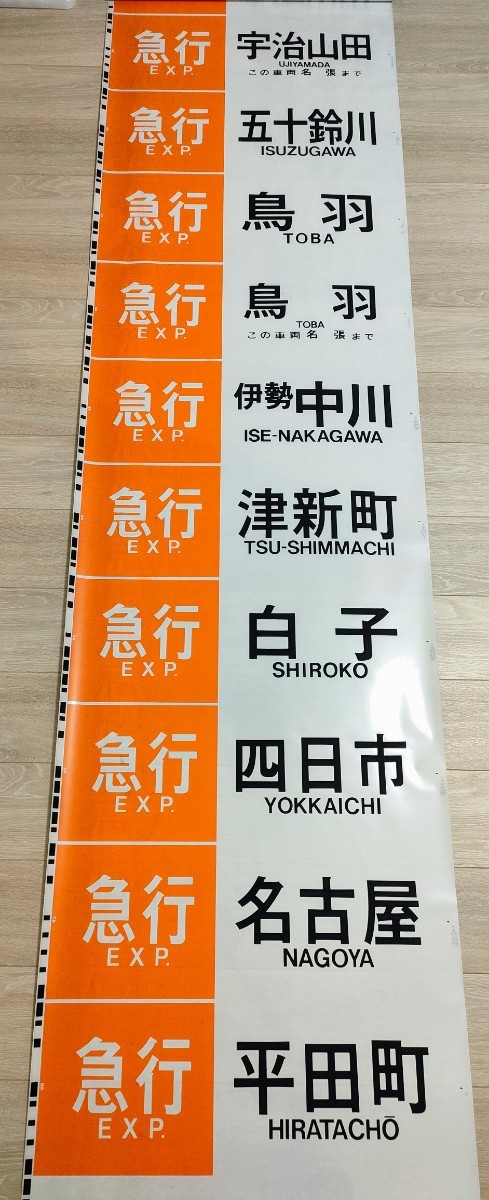 急行 宇治山田
EXP. UJIYAMADA
この車両名 張まで
急行 五十鈴川
EXP. ISUZUGAWA
急行 鳥 羽
EXP. TOBA
急行 鳥 羽
EXP. TOBA
この車両名 張まで
急行 伊勢中川
EXP. ISE-NAKAGAWA
急行 津新町
EXP. TSU-SHIMMACHI
急行 白 子
EXP. SHIROKO
急行 四日市
EXP. YOKKAICHI
急行 名古屋
EXP. NAGOYA
急行 平田町
EXP. HIRATACHŌ